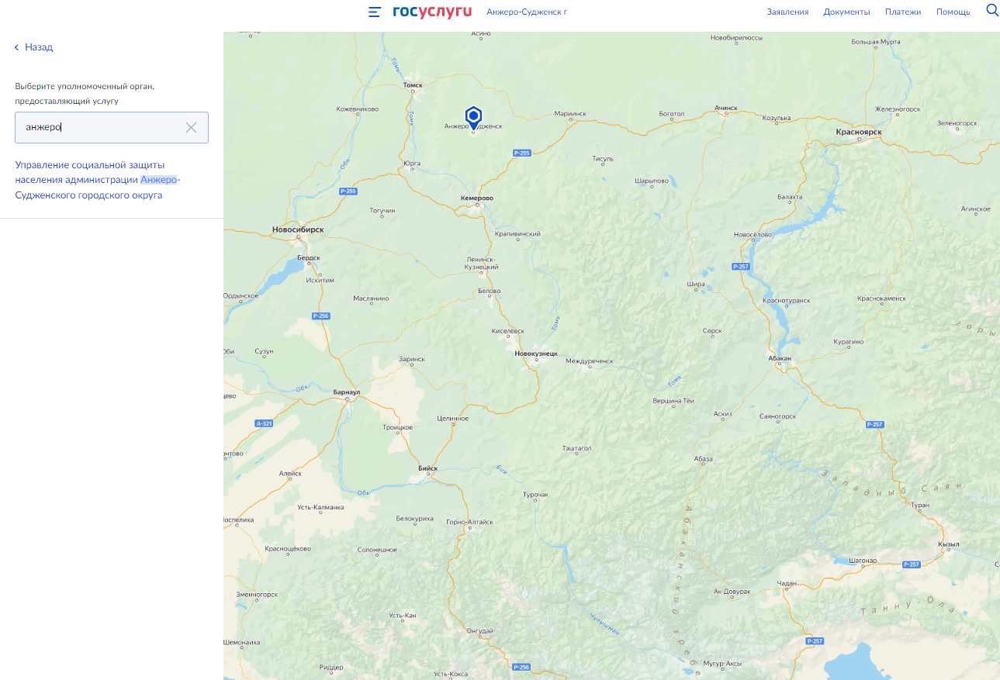 госуслуги
Анжеро-Судженск г
Заявления
Документы
Платежи
Помощь
Назад
Выберите уполномоченный орган,
предоставляющий услугу
анжеро
Управление социальной защиты
населения администрации Анжеро-
Судженского городского округа
Асино
Новобирилюссы
Большая Мурта
Томь
Томск
Кожевниково
Томь
Анжеро-Судженск
Мариинск
Боготол
Ачинск
Козулька
Железногорск
Зеленогорск
Красноярск
Р-255
Обь
Юрга
Тисуль
Шарыпово
Р-255
Кемерово
Балахта
Тогучин
Агинское
Новосибирск
Крапивинский
Новосёлово
Бердск
Ленинск-
Кузнецкий
Р-257
Искитим
Шира
Ордынское
Маслянино
Белово
Краснотуранск
Краснокаменск
Р-256
Томь
горы
Киселёвск
Сорск
Курагино
Оби
Сузун
Новокузнецк
Заринск
Междуреченск
Абакан
Томь
Обь
Барнаул
Вершина Тёи
Аскиз
Саяногорск
А-321
Целинное
Троицкое
Р-257
Таштагол
Абаза
Алейск
Бийск
Бия
Западный Саян
Обь
Турочак
Усть-Калманка
Туран
Белокуриха
Горно-Алтайск
Абаканский хребе
Краснощёково
Солонешное
Кызыл
Шагонар
Р-257
Чадан
Змеиногорск
Ак-Довурак
Танну-Ола
Усть-Кан
Чулышман
Онгудай
Шемонаиха
Р-257
Риддер
Р-256
Мугур-Аксы
Усть-Кокса